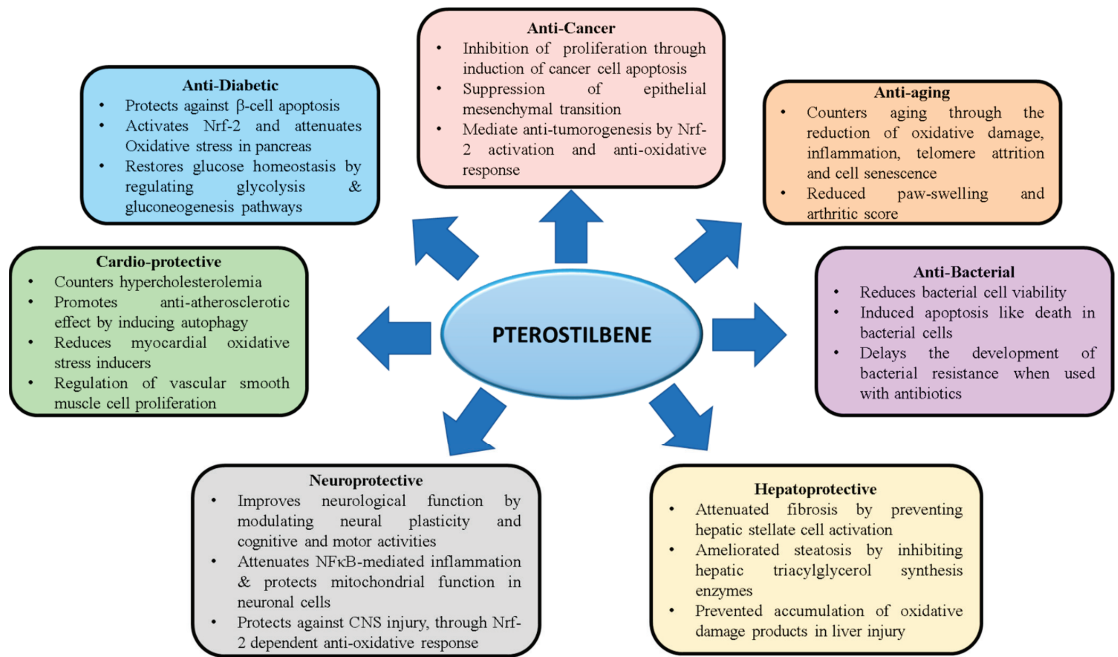 Anti-Cancer
• Inhibition of proliferation through
induction of cancer cell apoptosis
• Suppression of epithelial
mesenchymal transition
• Mediate anti-tumorogenesis by Nrf-
2 activation and anti-oxidative
response
Anti-Diabetic
• Protects against β-cell apoptosis
• Activates Nrf-2 and attenuates
Oxidative stress in pancreas
• Restores glucose homeostasis by
regulating glycolysis &
gluconeogenesis pathways
Anti-aging
• Counters aging through the
reduction of oxidative damage,
inflammation, telomere attrition
and cell senescence
• Reduced paw-swelling and
arthritic score
Cardio-protective
• Counters hypercholesterolemia
• Promotes anti-atherosclerotic
effect by inducing autophagy
• Reduces myocardial oxidative
stress inducers
• Regulation of vascular smooth
muscle cell proliferation
PTEROSTILBENE
Anti-Bacterial
• Reduces bacterial cell viability
• Induced apoptosis like death in
bacterial cells
• Delays the development of
bacterial resistance when used
with antibiotics
Neuroprotective
• Improves neurological function by
modulating neural plasticity and
cognitive and motor activities
• Attenuates NFκB-mediated inflammation
& protects mitochondrial function in
neuronal cells
• Protects against CNS injury, through Nrf-
2 dependent anti-oxidative response
Hepatoprotective
• Attenuated fibrosis by preventing
hepatic stellate cell activation
• Ameliorated steatosis by inhibiting
hepatic triacylglycerol synthesis
enzymes
• Prevented accumulation of oxidative
damage products in liver injury